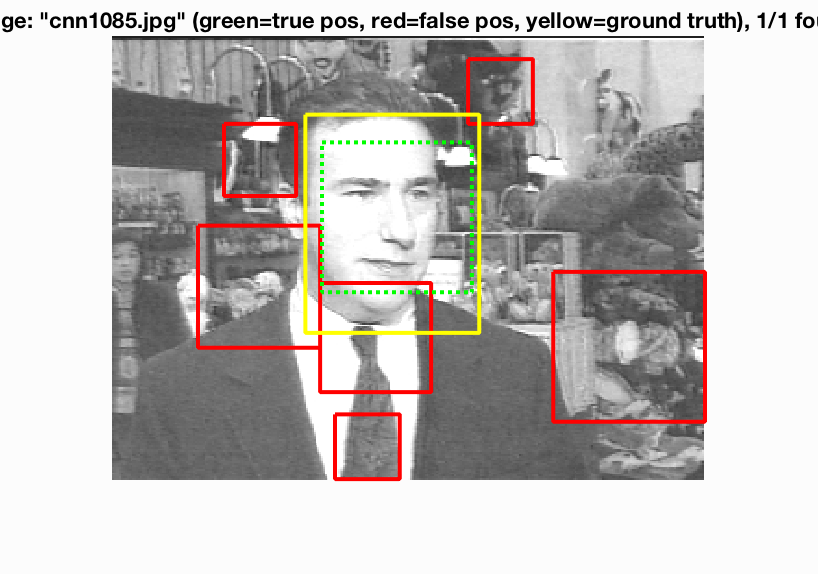 ge: "cnn1085.jpg" (green=true pos, red=false pos, yellow=ground truth), 1/1 fou